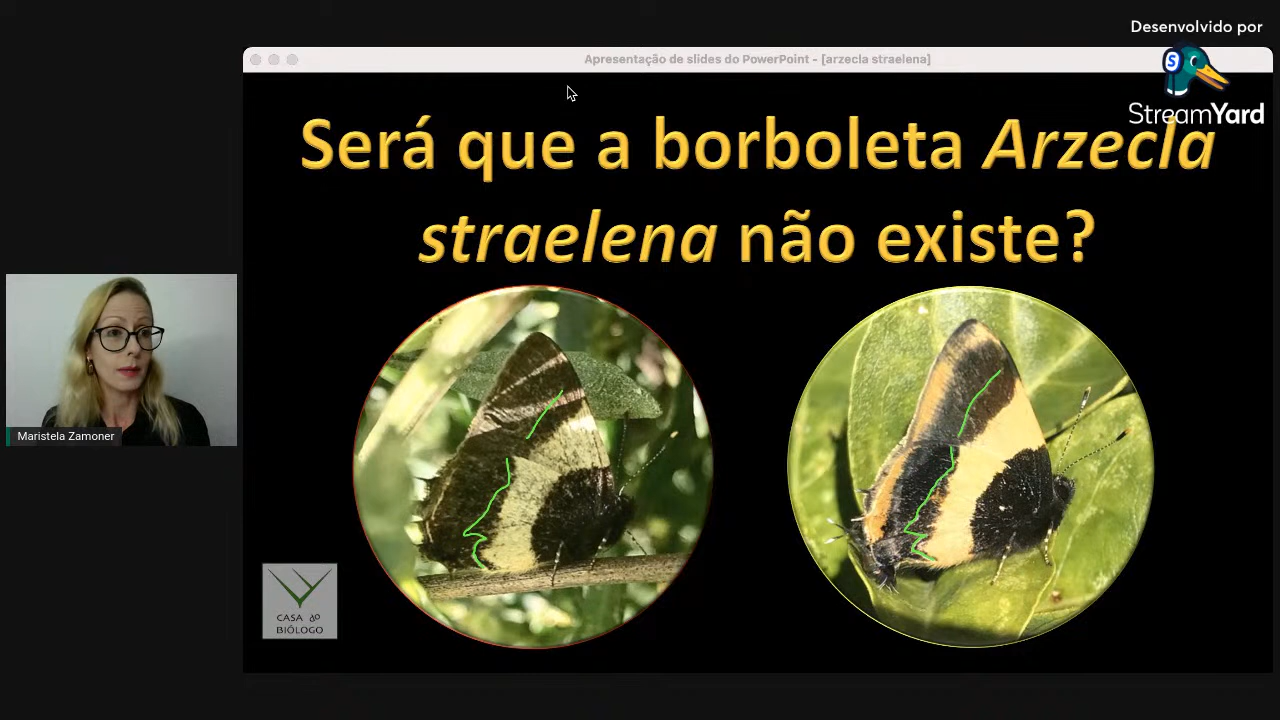 Desenvolvido por
Apresentação de slides do PowerPoint - [arzecla straelena]
StreamYard
Será que a borboleta Arzecla
straelena não existe?
Maristela Zamoner
CASA do
BIÓLOGO